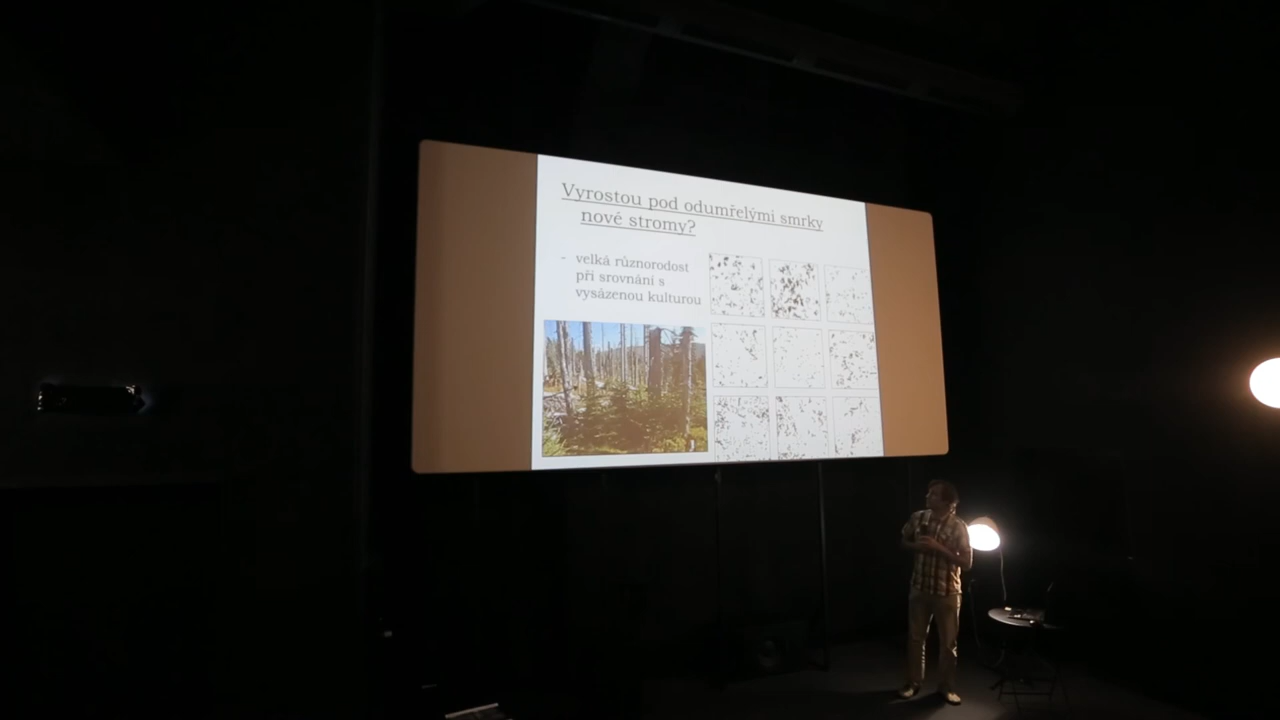 Vyrostou pod odumřelými smrky
nové stromy?
- velká různorodost
při srovnání s
vysázenou kulturou